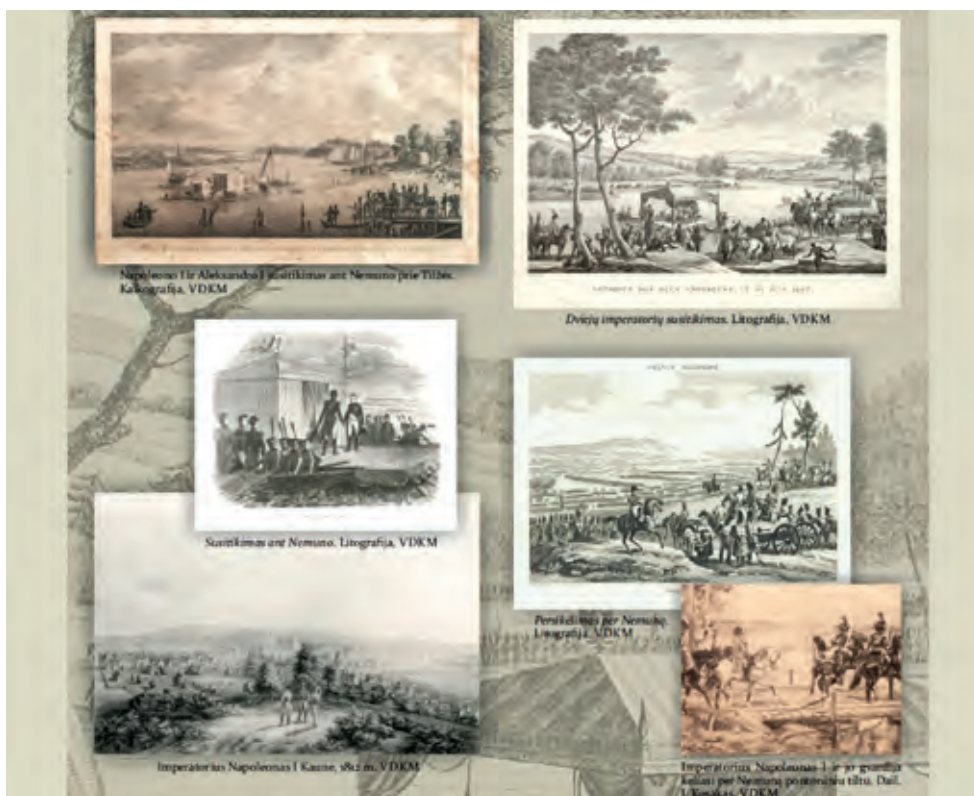 Napoleono I ir Aleksandro I susitikimas ant Nemuno prie Tilžės.
Kalkografija, VDKM
Dviejų imperatorių susitikimas. Litografija, VDKM
Susitikimas ant Nemuno. Litografija, VDKM
Persikėlimas per Nemuną.
Litografija, VDKM
Imperatorius Napoleonas I Kaune, 1812 m. VDKM
Imperatorius Napoleonas I ir jo gvardija
keliasi per Nemuną pontoniniu tiltu. Dail.
VDKM